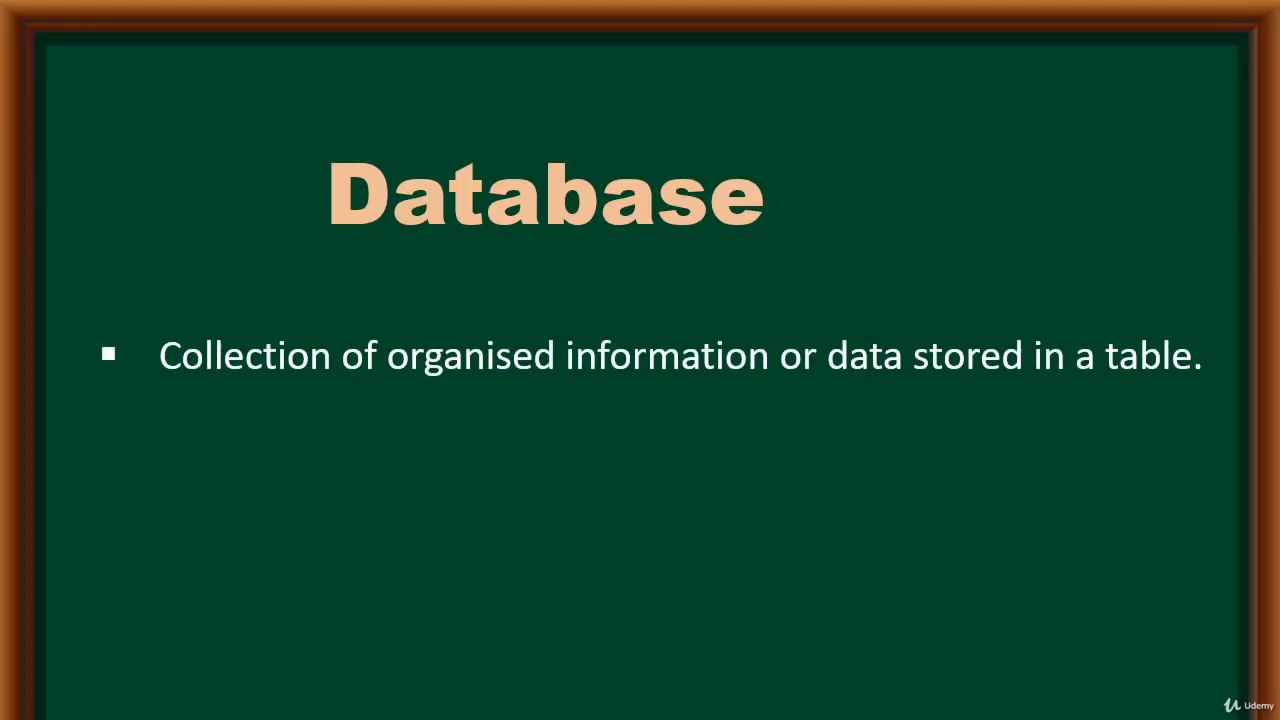 Database
▪ Collection of organised information or data stored in a table.
Udemy